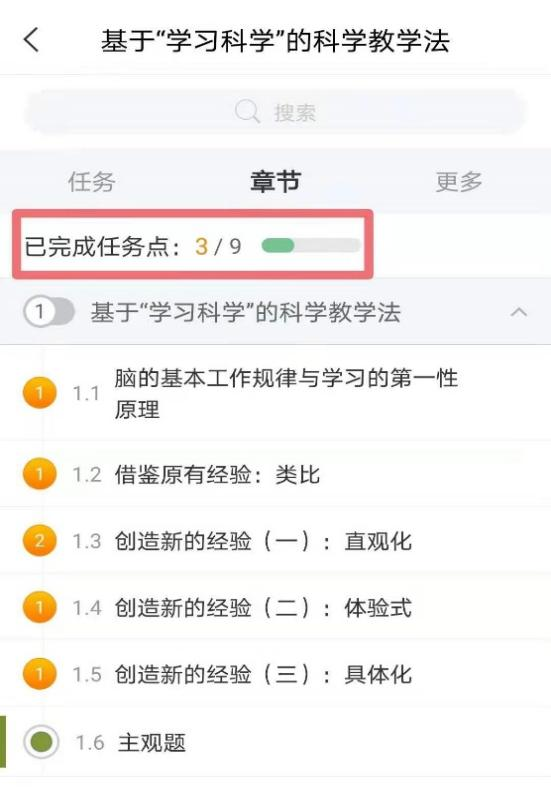 基于“学习科学”的科学教学法
搜索
任务 章节 更多
已完成任务点：3/9
1 基于“学习科学”的科学教学法
1 1.1 脑的基本工作规律与学习的第一性
原理
1 1.2 借鉴原有经验：类比
2 1.3 创造新的经验（一）：直观化
1 1.4 创造新的经验（二）：体验式
1 1.5 创造新的经验（三）：具体化
1.6 主观题